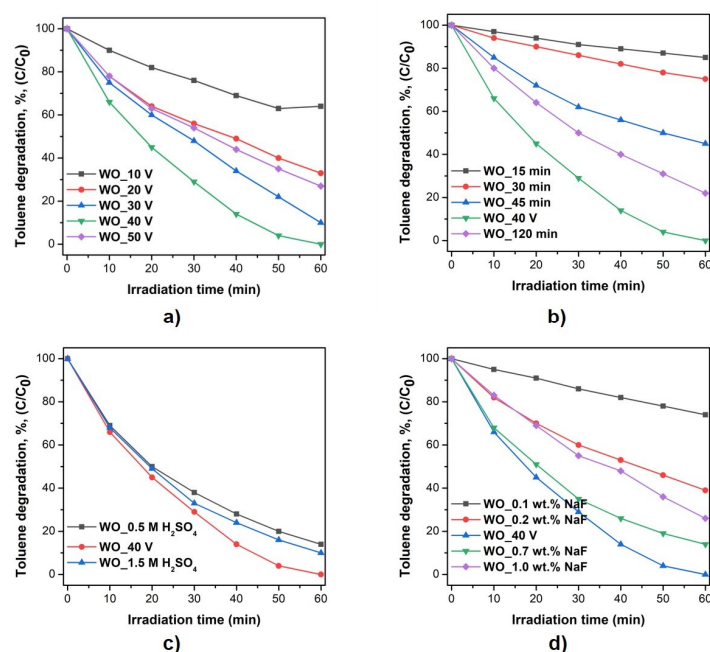 Toluene degradation, %, (C/C0)
100
80
60
40
20
0
WO_10 V
WO_20 V
WO_30 V
WO_40 V
WO_50 V
0 10 20 30 40 50 60
Irradiation time (min)
a)
Toluene degradation, %, (C/C0)
100
80
60
40
20
0
WO_15 min
WO_30 min
WO_45 min
WO_40 V
WO_120 min
0 10 20 30 40 50 60
Irradiation time (min)
b)
Toluene degradation, %, (C/C0)
100
80
60
40
20
0
WO_0.5 M H₂SO₄
WO_40 V
WO_1.5 M H₂SO₄
0 10 20 30 40 50 60
Irradiation time (min)
c)
Toluene degradation, %, (C/C0)
100
80
60
40
20
0
WO_0.1 wt.% NaF
WO_0.2 wt.% NaF
WO_40 V
WO_0.7 wt.% NaF
WO_1.0 wt.% NaF
0 10 20 30 40 50 60
Irradiation time (min)
d)